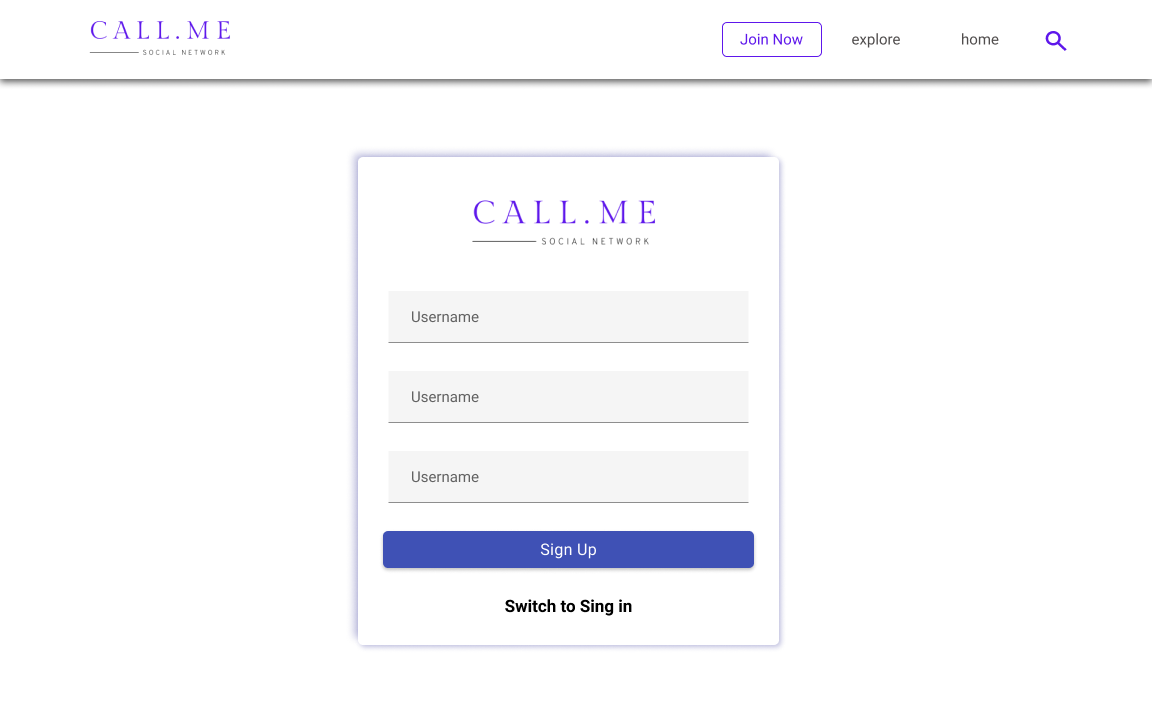 CALL.ME
SOCIAL NETWORK
Join Now
explore
home
CALL.ME
SOCIAL NETWORK
Username
Username
Username
Sign Up
Switch to Sing in